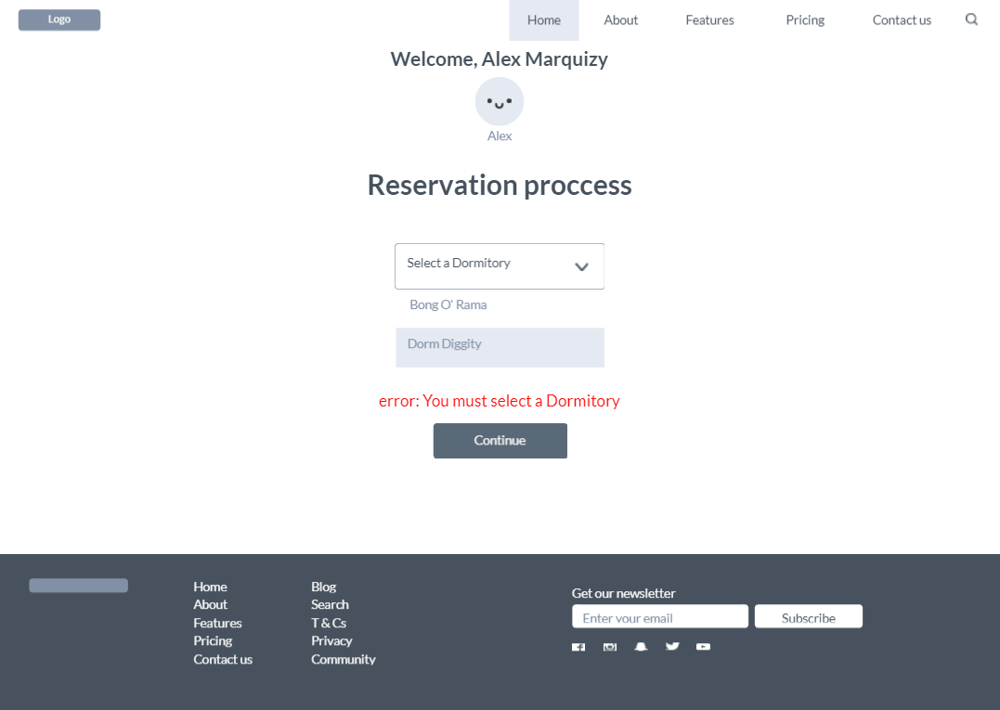 Logo
Home About Features Pricing Contact us
Welcome, Alex Marquizy
Alex
Reservation proccess
Select a Dormitory
Bong O' Rama
Dorm Diggity
error: You must select a Dormitory
Continue
Home
About
Features
Pricing
Contact us
Blog
Search
T & Cs
Privacy
Community
Get our newsletter
Enter your email
Subscribe